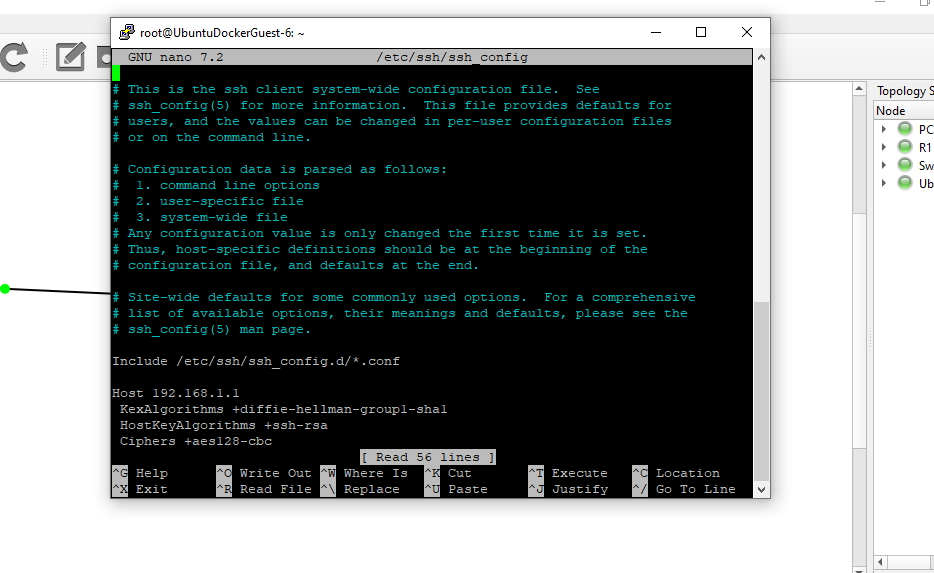 root@UbuntuDockerGuest-6: ~
GNU nano 7.2 /etc/ssh/ssh_config
# This is the ssh client system-wide configuration file.  See
# ssh_config(5) for more information.  This file provides defaults for
# users, and the values can be changed in per-user configuration files
# or on the command line.
# Configuration data is parsed as follows:
#  1. command line options
#  2. user-specific file
#  3. system-wide file
# Any configuration value is only changed the first time it is set.
# Thus, host-specific definitions should be at the beginning of the
# configuration file, and defaults at the end.
# Site-wide defaults for some commonly used options.  For a comprehensive
# list of available options, their meanings and defaults, please see the
# ssh_config(5) man page.
Include /etc/ssh/ssh_config.d/*.conf
Host 192.168.1.1
KexAlgorithms +diffie-hellman-group1-sha1
HostKeyAlgorithms +ssh-rsa
Ciphers +aes128-cbc
[ Read 56 lines ]
^G Help ^O Write Out ^W Where Is ^K Cut ^T Execute ^C Location
^X Exit ^R Read File ^\ Replace ^U Paste ^J Justify ^/ Go To Line
Topology S
Node
PC
R1
Sw
Ub